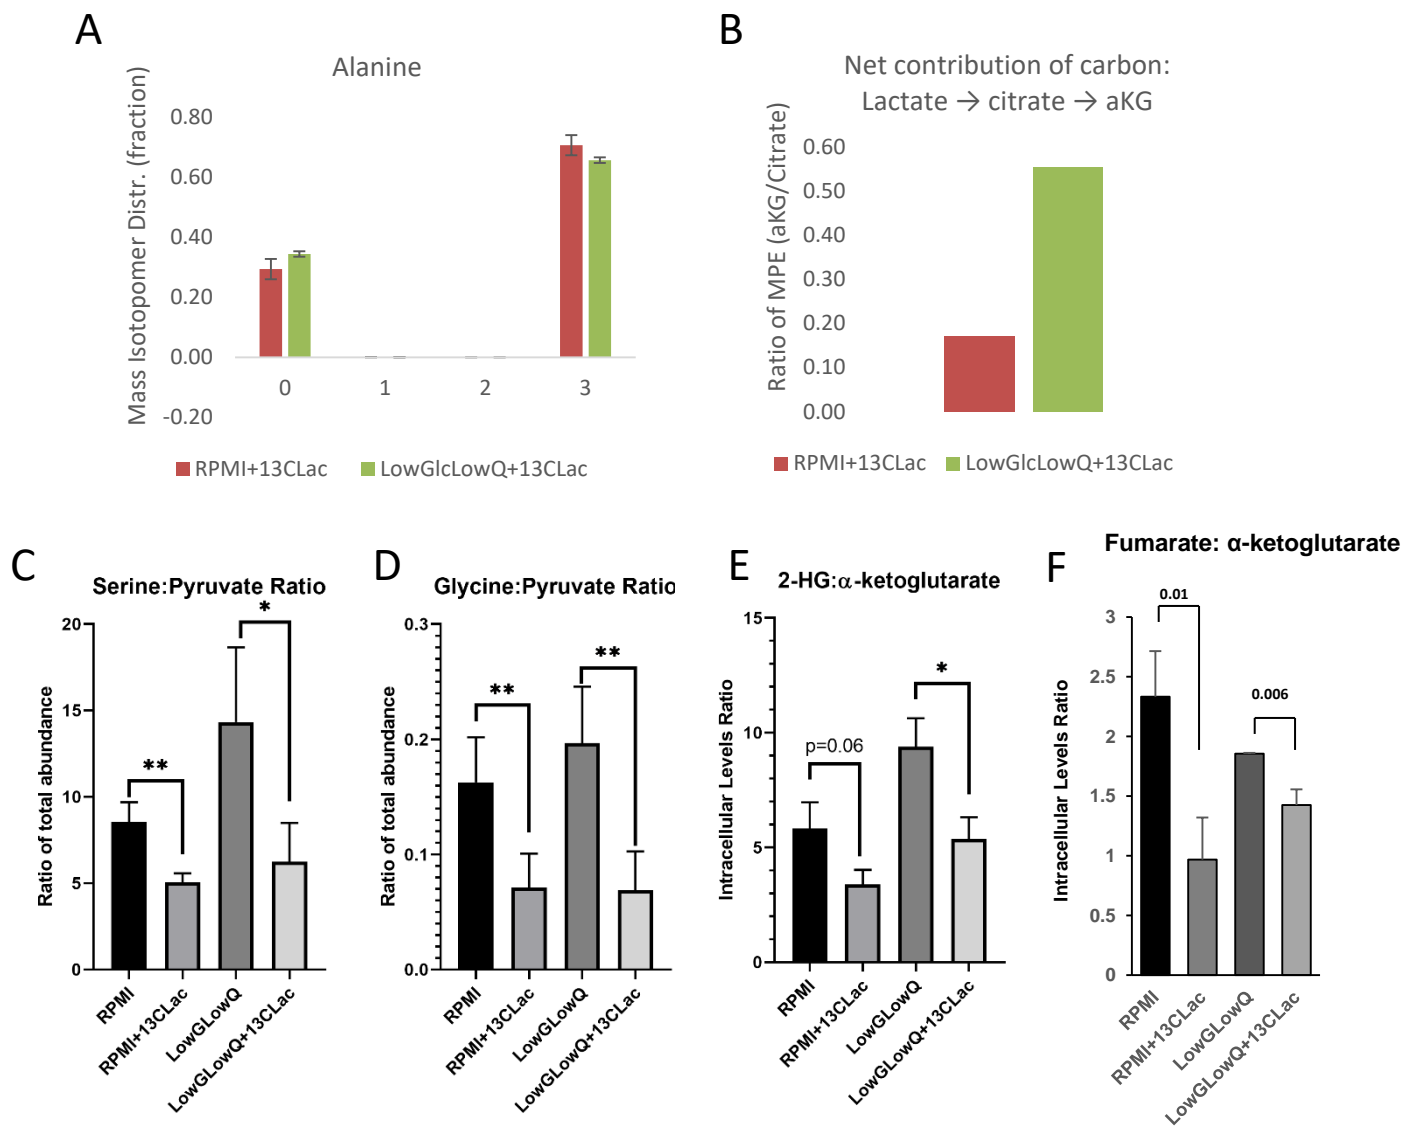 A
Alanine
Mass Isotopomer Distr. (fraction)
0.80
0.60
0.40
0.20
0.00
-0.20
0
1
2
3
RPMI+13CLac
LowGlcLowQ+13CLac
B
Net contribution of carbon:
Lactate → citrate → aKG
Ratio of MPE (aKG/Citrate)
0.60
0.50
0.40
0.30
0.20
0.10
0.00
RPMI+13CLac
LowGlcLowQ+13CLac
C
Serine:Pyruvate Ratio
Ratio of total abundance
20
15
10
5
0
**
*
RPMI
RPMI+13CLac
LowGLowQ
LowGLowQ+13CLac
D
Glycine:Pyruvate Ratio
Ratio of total abundance
0.3
0.2
0.1
0.0
**
**
RPMI
RPMI+13CLac
LowGLowQ
LowGLowQ+13CLac
E
2-HG:α-ketoglutarate
Intracellular Levels Ratio
15
10
5
0
p=0.06
*
RPMI
RPMI+13CLac
LowGLowQ
LowGLowQ+13CLac
F
Fumarate: α-ketoglutarate
Intracellular Levels Ratio
3
2.5
2
1.5
1
0.5
0
0.01
0.006
RPMI
RPMI+13CLac
LowGLowQ
LowGLowQ+13CLac